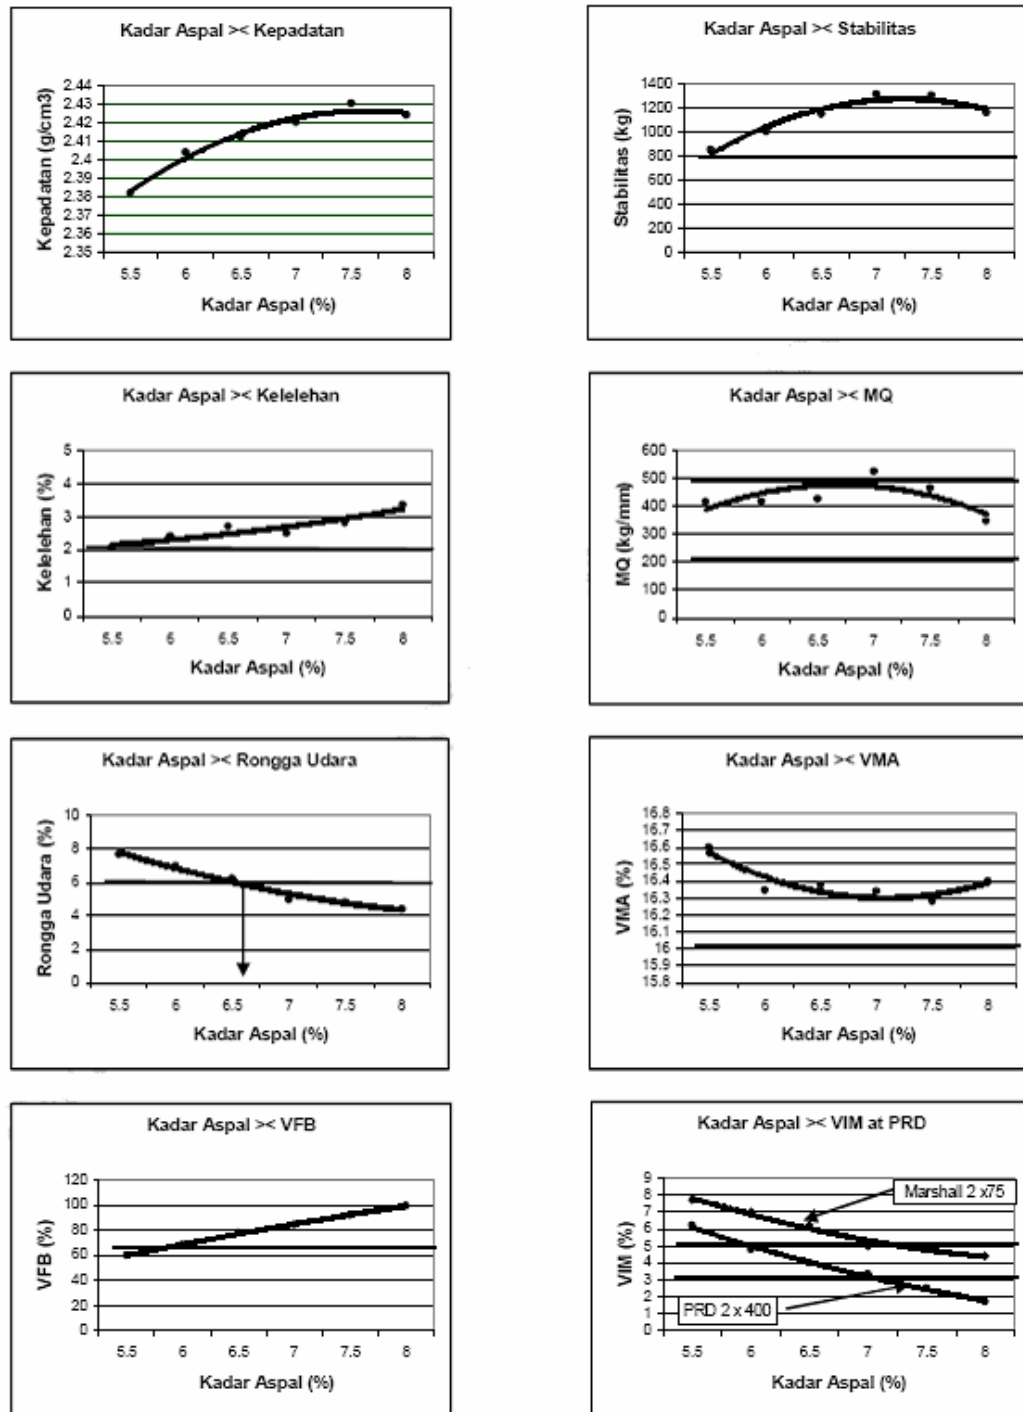 Kadar Aspal >< Kepadatan
Kepadatan (g/cm3)
2.44
2.43
2.42
2.41
2.4
2.39
2.38
2.37
2.36
2.35
5.5 6 6.5 7 7.5 8
Kadar Aspal (%)
Kadar Aspal >< Stabilitas
Stabilitas (kg)
1400
1200
1000
800
600
400
200
0
5.5 6 6.5 7 7.5 8
Kadar Aspal (%)
Kadar Aspal >< Kelelehan
Kelelehan (%)
5
4
3
2
1
0
5.5 6 6.5 7 7.5 8
Kadar Aspal (%)
Kadar Aspal >< MQ
MQ (kg/mm)
600
500
400
300
200
100
0
5.5 6 6.5 7 7.5 8
Kadar Aspal (%)
Kadar Aspal >< Rongga Udara
Rongga Udara (%)
10
8
6
4
2
0
5.5 6 6.5 7 7.5 8
Kadar Aspal (%)
Kadar Aspal >< VMA
VMA (%)
16.8
16.7
16.6
16.5
16.4
16.3
16.2
16.1
16
15.9
15.8
5.5 6 6.5 7 7.5 8
Kadar Aspal (%)
Kadar Aspal >< VFB
VFB (%)
120
100
80
60
40
20
0
5.5 6 6.5 7 7.5 8
Kadar Aspal (%)
Kadar Aspal >< VIM at PRD
VIM (%)
9
8
7
6
5
4
3
2
1
0
Marshall 2 x75
PRD 2 x 400
5.5 6 6.5 7 7.5 8
Kadar Aspal (%)